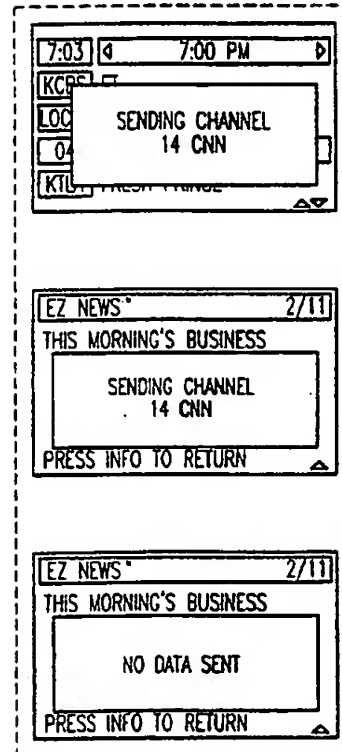 7:03 7:00 PM
KCBS
LOC
SENDING CHANNEL
04
14 CNN
EZ NEWS
2/11
THIS MORNING'S BUSINESS
SENDING CHANNEL
14 CNN
PRESS INFO TO RETURN
EZ NEWS
2/11
THIS MORNING'S BUSINESS
NO DATA SENT
PRESS INFO TO RETURN